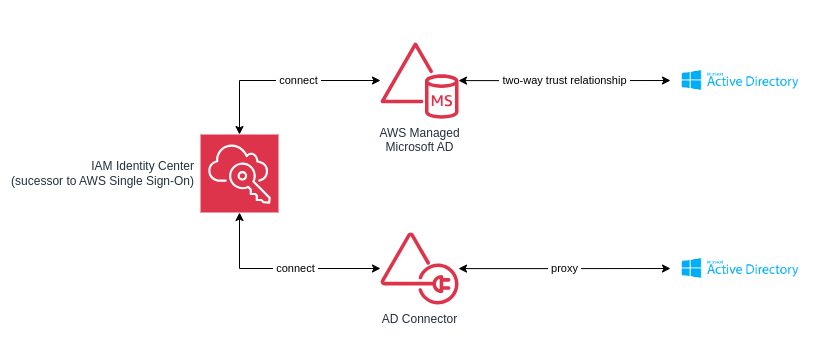 connect
two-way trust relationship
Microsoft
Active Directory
MS
AWS Managed
Microsoft AD
IAM Identity Center
(sucessor to AWS Single Sign-On)
connect
proxy
Microsoft
Active Directory
AD Connector